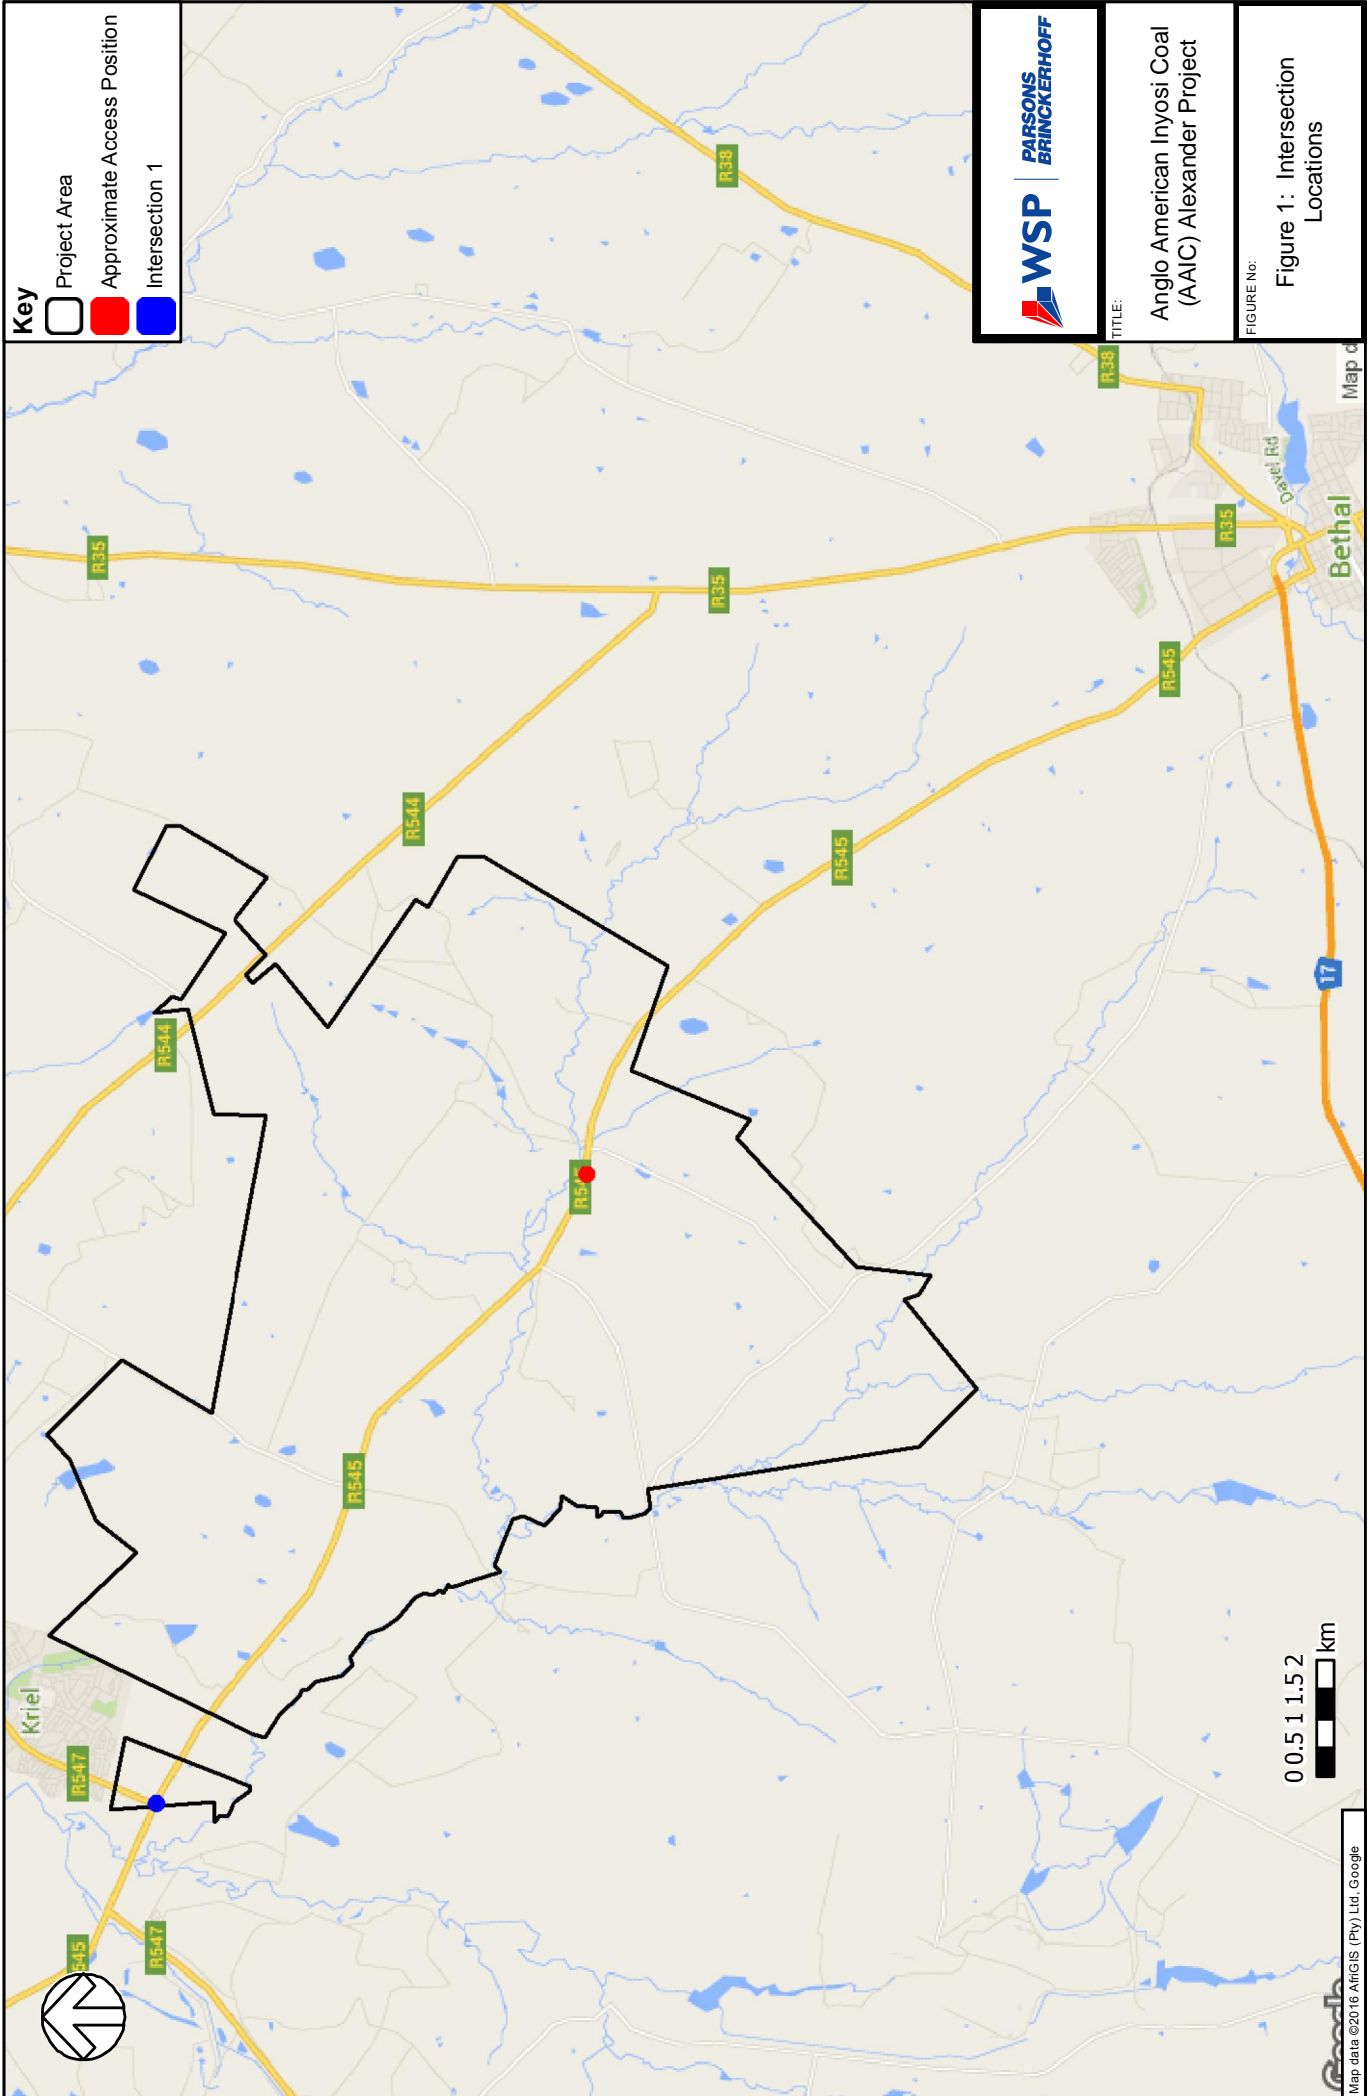 Key
Project Area
Approximate Access Position
Intersection 1
WSP
PARSONS
BRINCKERHOFF
TITLE:
Anglo American Inyosi Coal
(AAIC) Alexander Project
FIGURE No:
Figure 1: Intersection
Locations
545
R547
R547
Kriel
R545
R544
R544
R545
R545
R35
R35
R35
R38
R38
Davel Rd
Bethal
17
0 0.5 1 1.5 2
km
Map data ©2016 AfriGIS (Pty) Ltd, Google
Map d